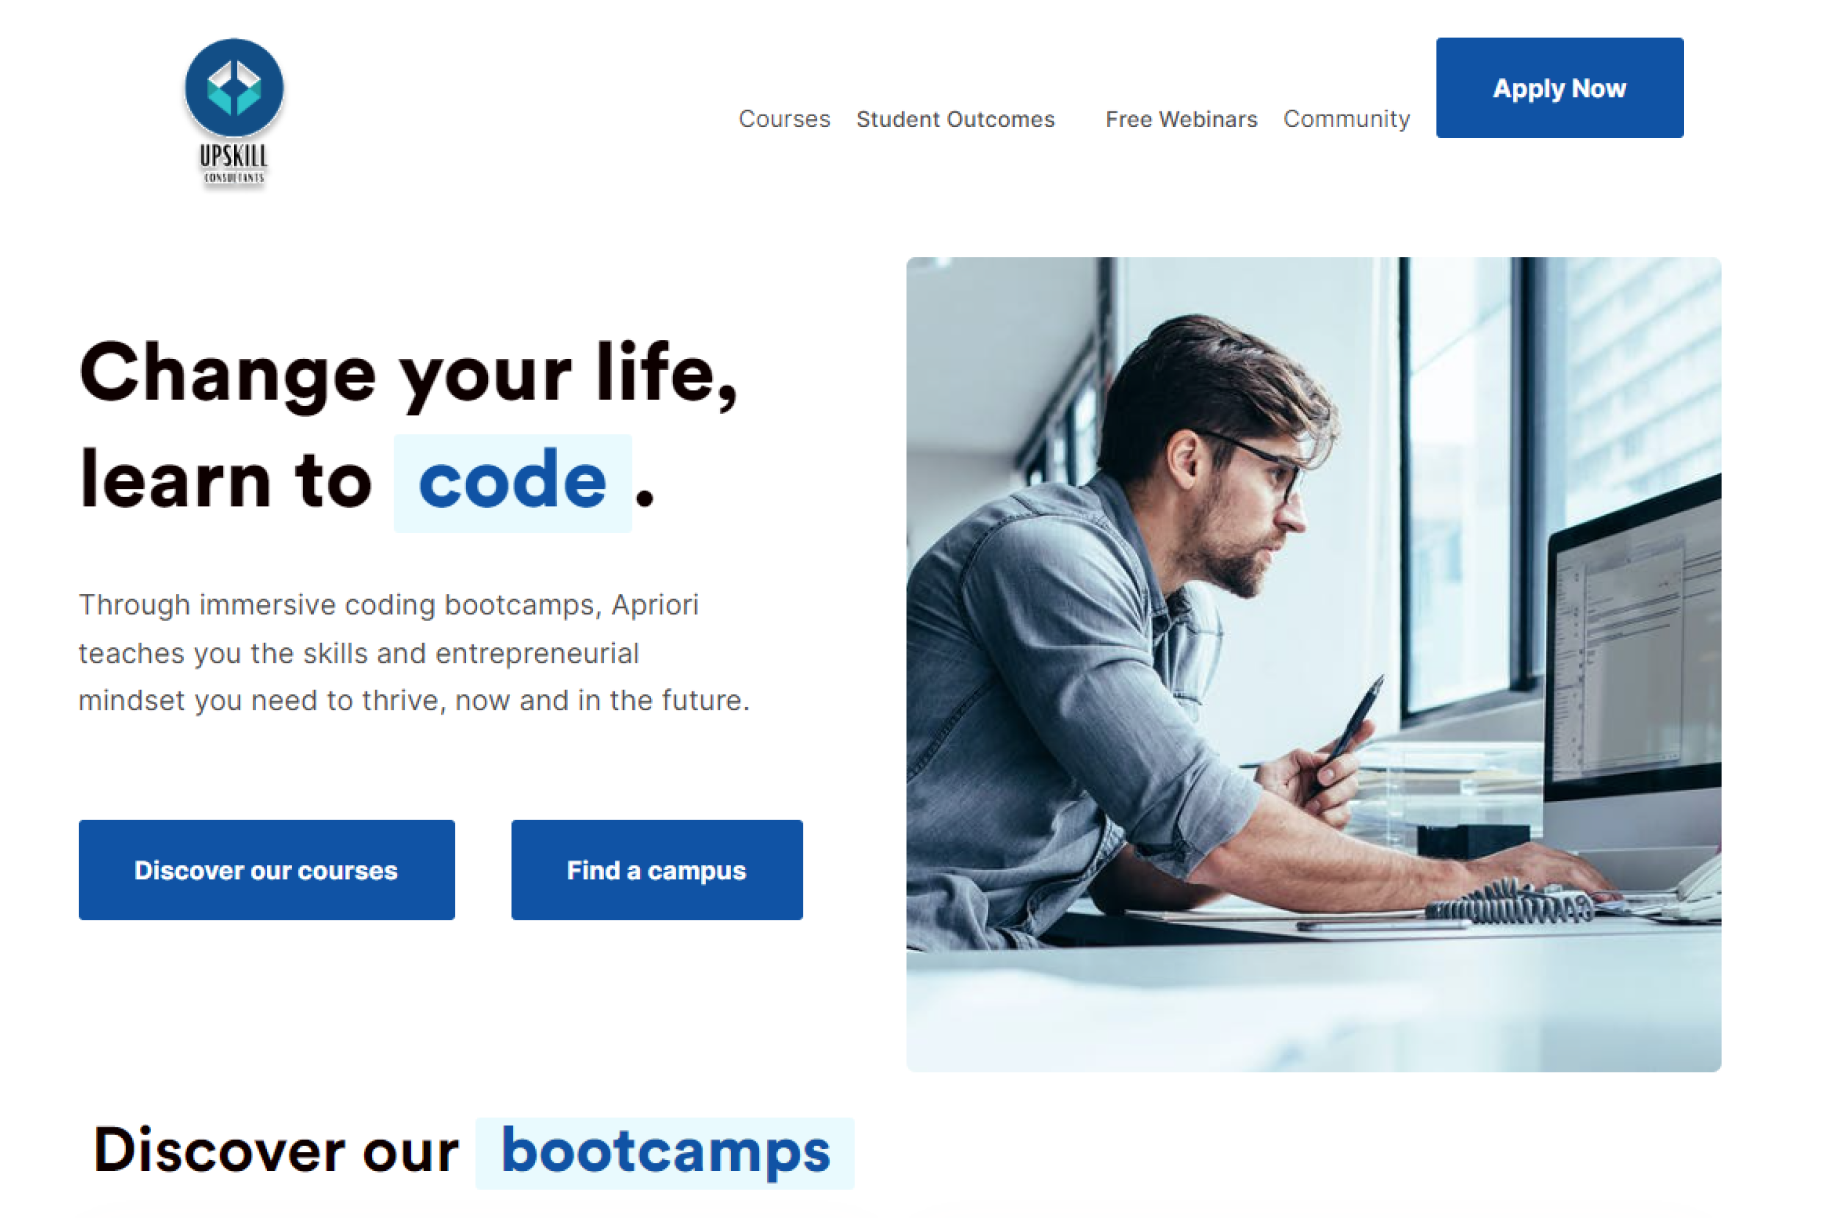 UPSKILL
CONSULTANTS
Courses Student Outcomes Free Webinars Community Apply Now
Change your life,
learn to code.
Through immersive coding bootcamps, Apriori
teaches you the skills and entrepreneurial
mindset you need to thrive, now and in the future.
Discover our courses Find a campus
Discover our bootcamps